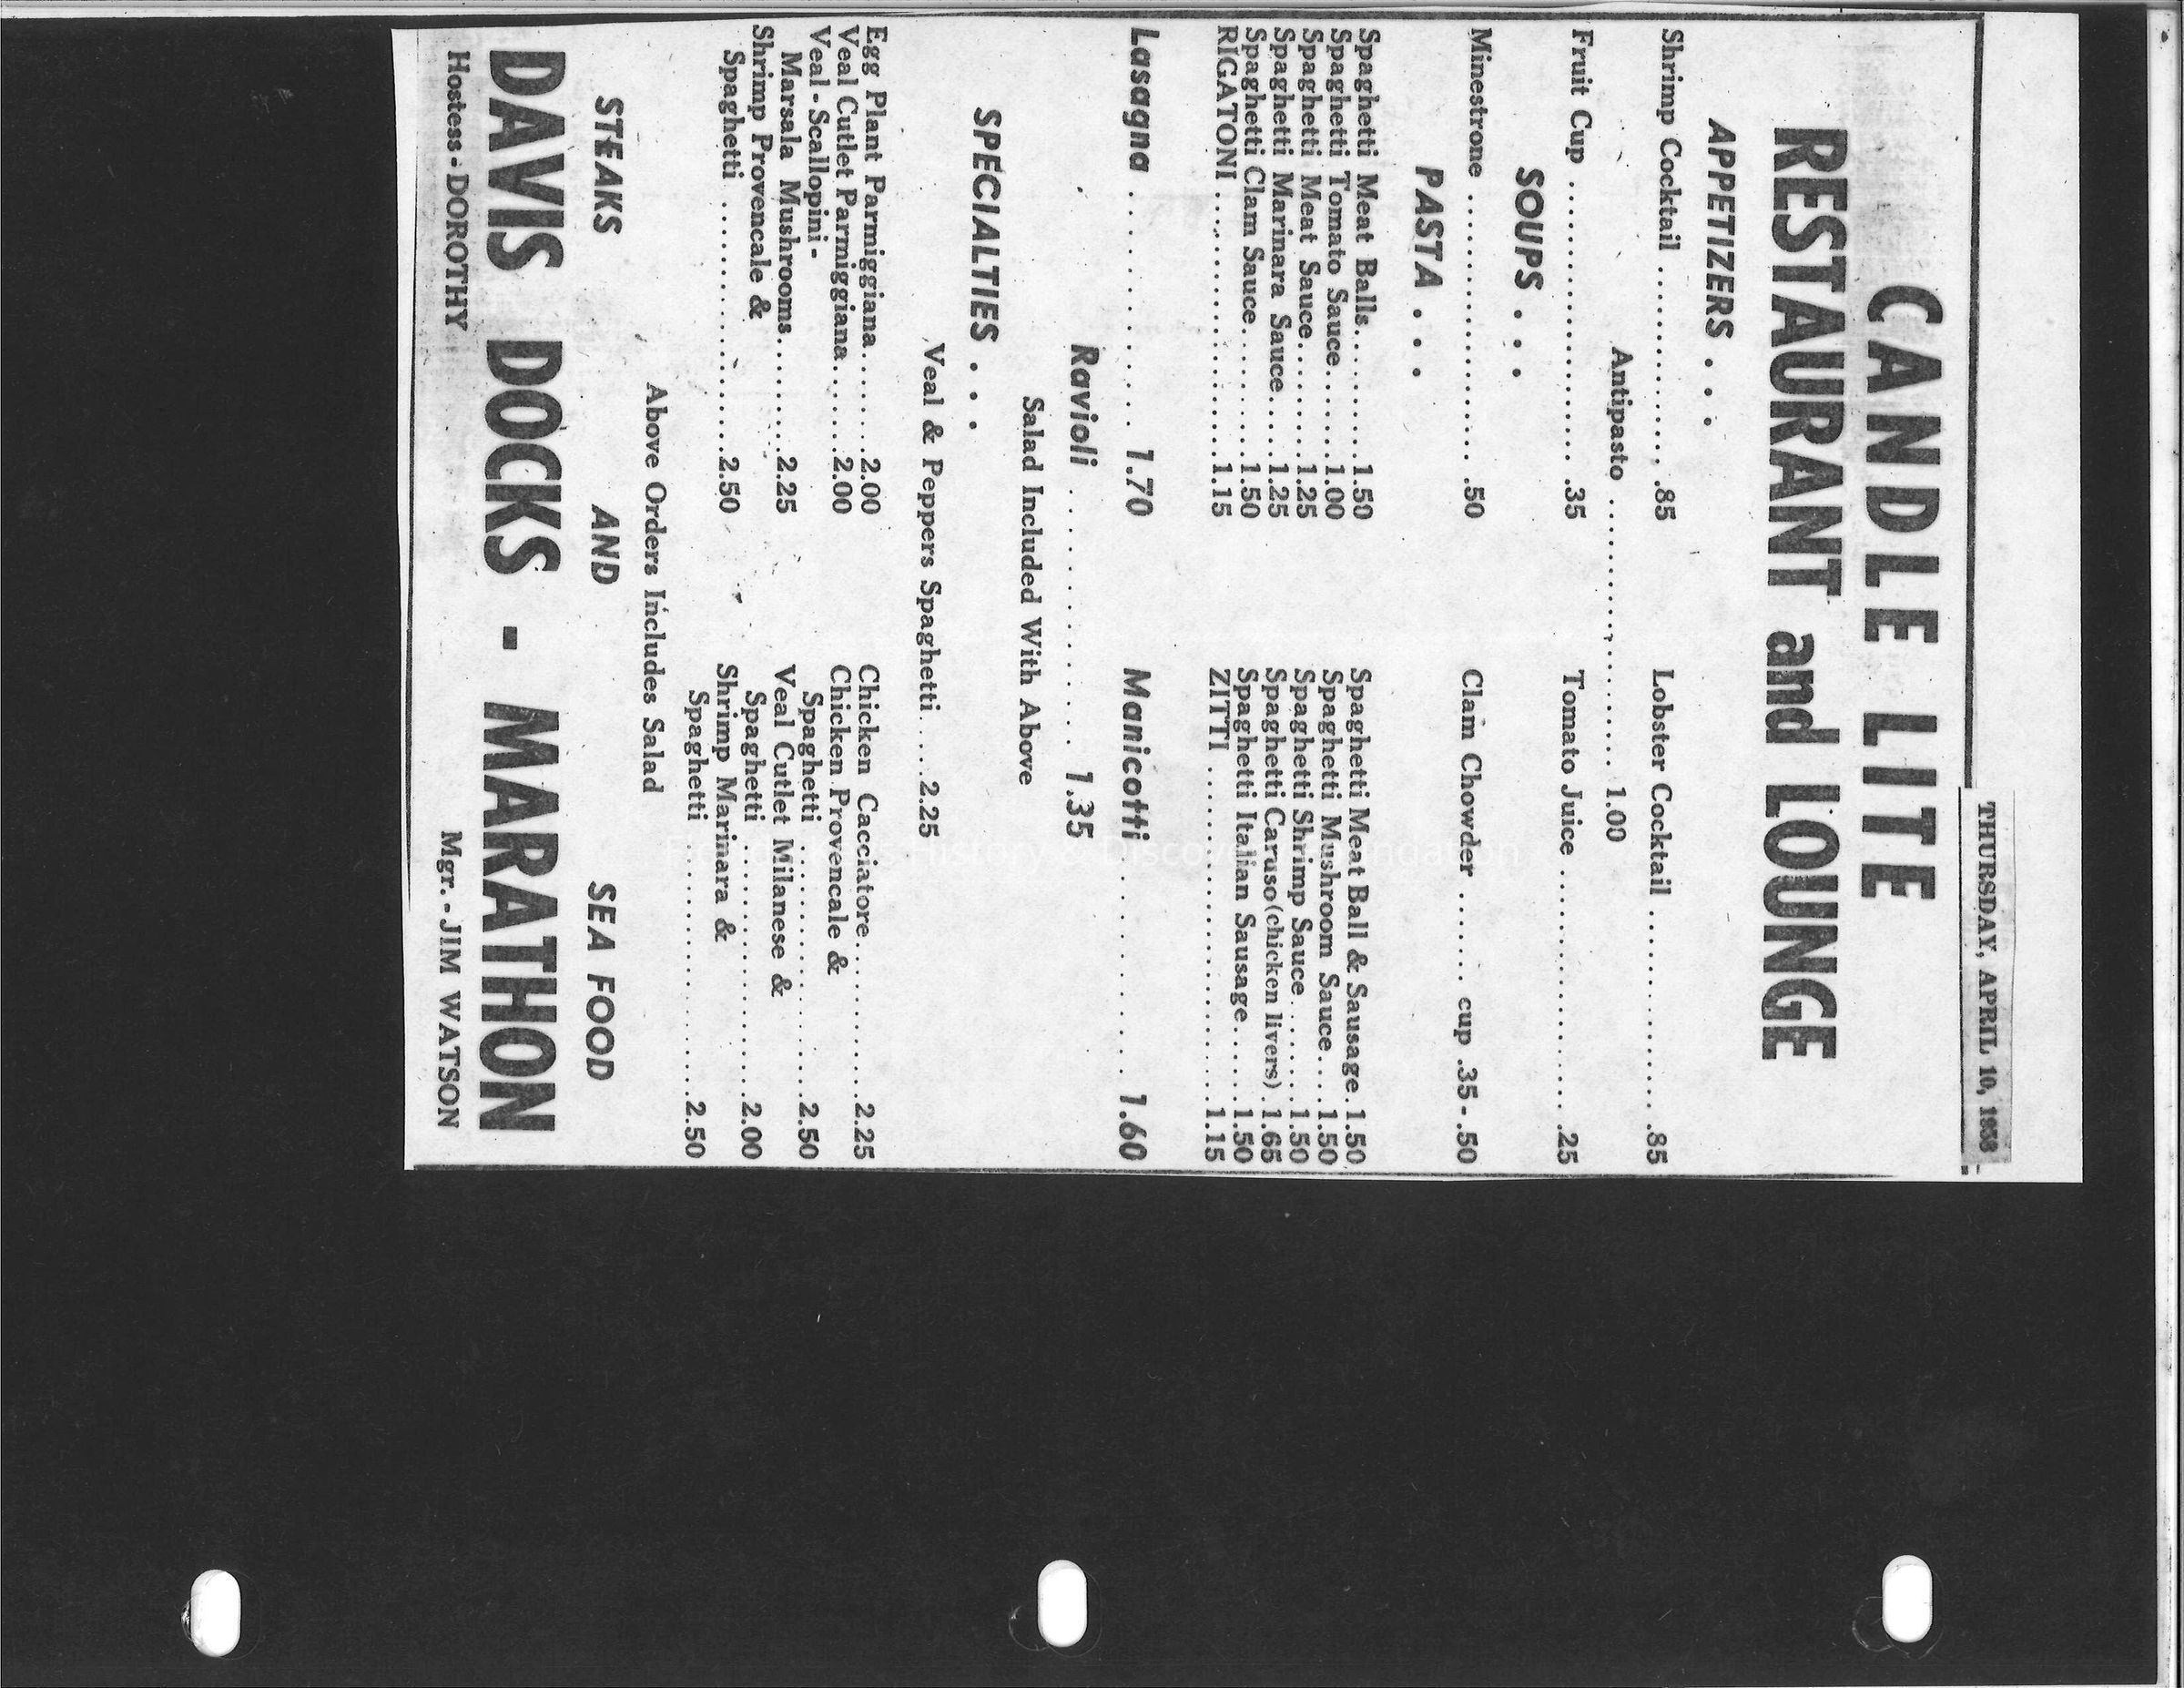 THURSDAY, APRIL 10, 1958
CANDLE LITE
RESTAURANT and LOUNGE
APPETIZERS . . .
Shrimp Cocktail .................... .85
Lobster Cocktail .................... .85
Antipasto .................... 1.00
Fruit Cup .................... .35
Tomato Juice .................... .25
SOUPS . . .
Minestrone .................... .50
Clam Chowder ........ cup .35 - .50
PASTA . . .
Spaghetti Meat Balls..........1.50
Spaghetti Tomato Sauce.......1.00
Spaghetti Meat Sauce.........1.25
Spaghetti Marinara Sauce.....1.25
Spaghetti Clam Sauce.........1.50
RIGATONI ....................1.15
Spaghetti Meat Ball & Sausage.1.50
Spaghetti Mushroom Sauce...1.50
Spaghetti Shrimp Sauce.......1.50
Spaghetti Caruso(chicken livers).1.65
Spaghetti Italian Sausage......1.50
ZITTI ........................1.15
Lasagna ............ 1.70
Manicotti ............ 1.60
Ravioli .............. 1.35
Salad Included With Above
SPECIALTIES . . .
Veal & Peppers Spaghetti....2.25
Egg Plant Parmiggiana........2.00
Veal Cutlet Parmiggiana.......2.00
Veal - Scallopini -
Marsala Mushrooms.........2.25
Shrimp Provencale &
Spaghetti ....................2.50
Chicken Cacciatore............2.25
Chicken Provencale &
Spaghetti ....................2.50
Veal Cutlet Milanese &
Spaghetti ....................2.00
Shrimp Marinara &
Spaghetti ....................2.50
Above Orders Includes Salad
STEAKS AND SEA FOOD
DAVIS DOCKS - MARATHON
Hostess - DOROTHY Mgr. - JIM WATSON